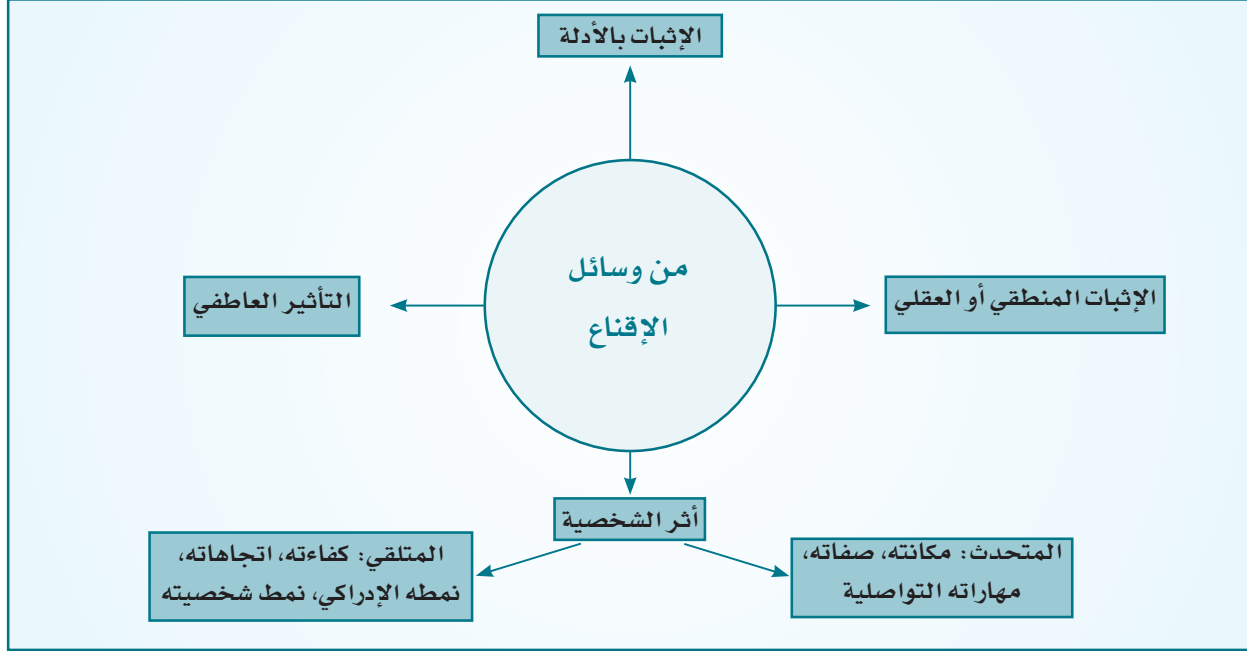 الإثبات بالأدلة
من وسائل
الإقناع
الإثبات المنطقي أو العقلي
التأثير العاطفي
أثر الشخصية
المتحدث: مكانته، صفاته،
مهاراته التواصلية
المتلقي: كفاءته، اتجاهاته،
نمطه الإدراكي، نمط شخصيته